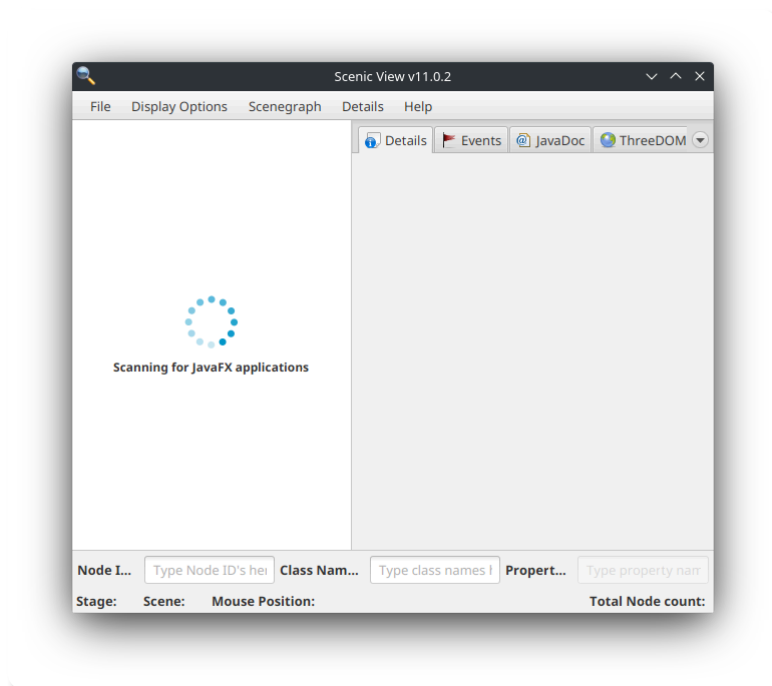 Scenic View v11.0.2
File Display Options Scenegraph Details Help
Details Events JavaDoc ThreeDOM
Scanning for JavaFX applications
Node I... Type Node ID's her Class Nam... Type class names h Propert... Type property nam
Stage: Scene: Mouse Position: Total Node count: